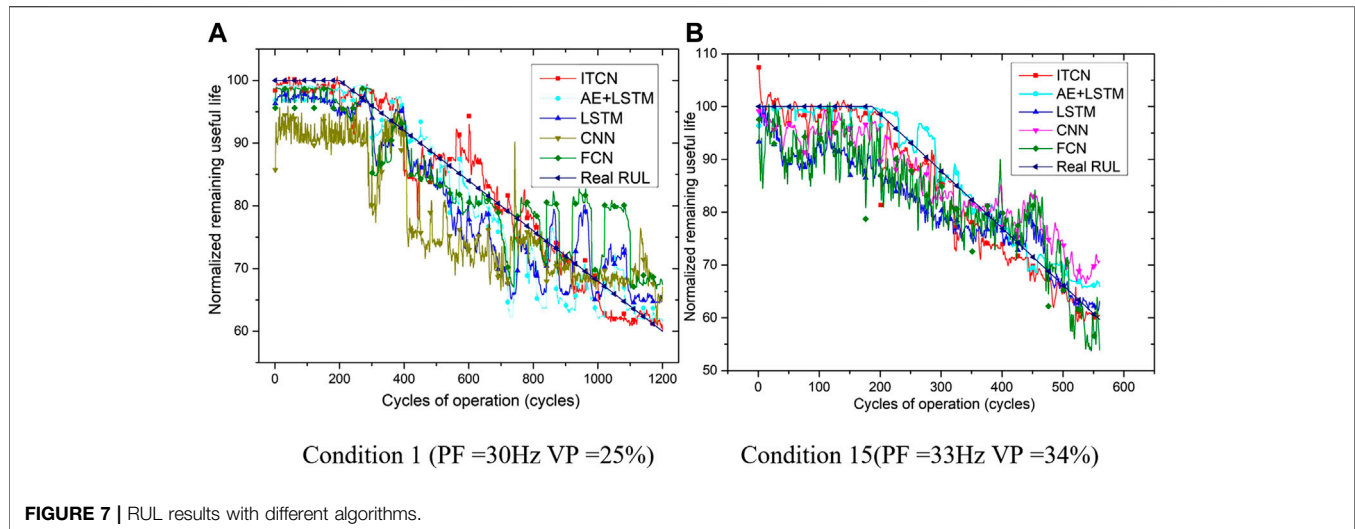 A
Normalized remaining useful life
100
90
80
70
60
0 200 400 600 800 1000 1200
Cycles of operation (cycles)
ITCN
AE+LSTM
LSTM
CNN
FCN
Real RUL
Condition 1 (PF =30Hz VP =25%)
B
Normalized remaining useful life
110
100
90
80
70
60
50
0 100 200 300 400 500 600
Cycles of operation (cycles)
ITCN
AE+LSTM
LSTM
CNN
FCN
Real RUL
Condition 15(PF =33Hz VP =34%)
FIGURE 7 | RUL results with different algorithms.